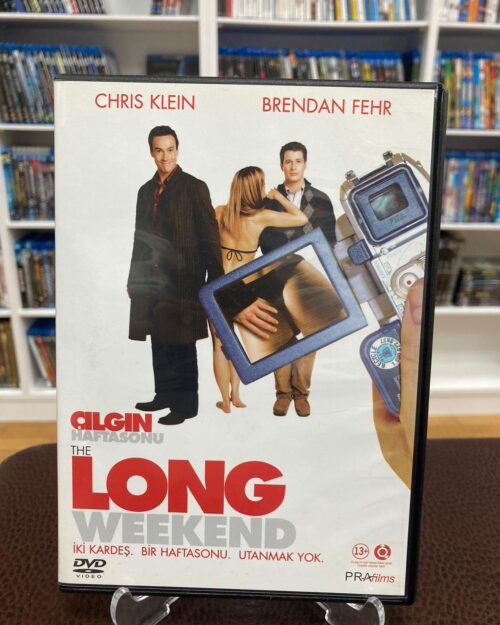 CHRIS KLEIN BRENDAN FEHR
ÇILGIN
HAFTASONU
THE
LONG
WEEKEND
İKİ KARDEŞ. BİR HAFTASONU. UTANMAK YOK.
13+
DVD
VIDEO
PRAfilms